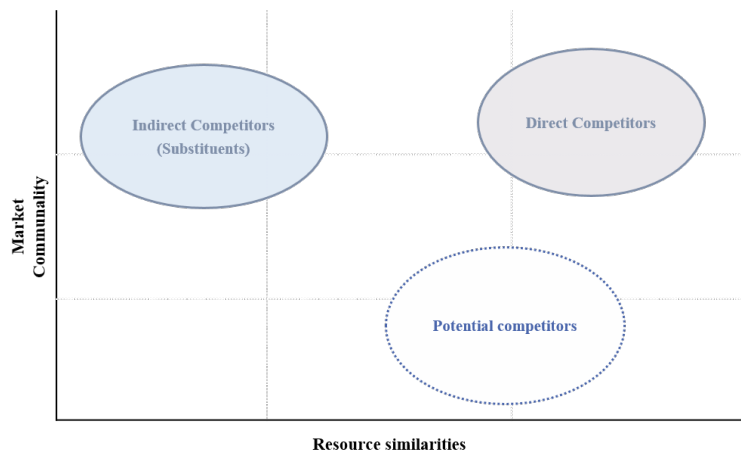 Indirect Competitors
(Substituents)
Direct Competitors
Market
Communality
Potential competitors
Resource similarities